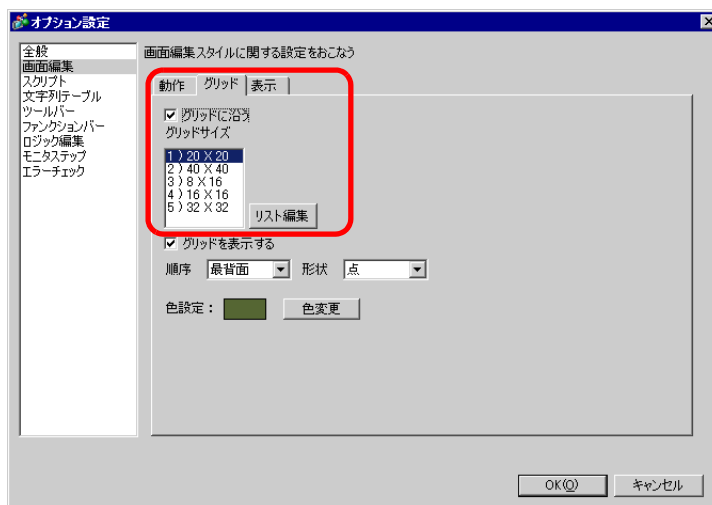 オプション設定
全般
画面編集
スクリプト
文字列テーブル
ツールバー
ファンクションバー
ロジック編集
モニタステップ
エラーチェック
画面編集スタイルに関する設定をおこなう
動作 グリッド 表示
グリッドに沿う
グリッドサイズ
1 ) 20 X 20
2 ) 40 X 40
3 ) 8 X 16
4 ) 16 X 16
5 ) 32 X 32
リスト編集
グリッドを表示する
順序 最背面 形状 点
色設定： 色変更
OK(O) キャンセル